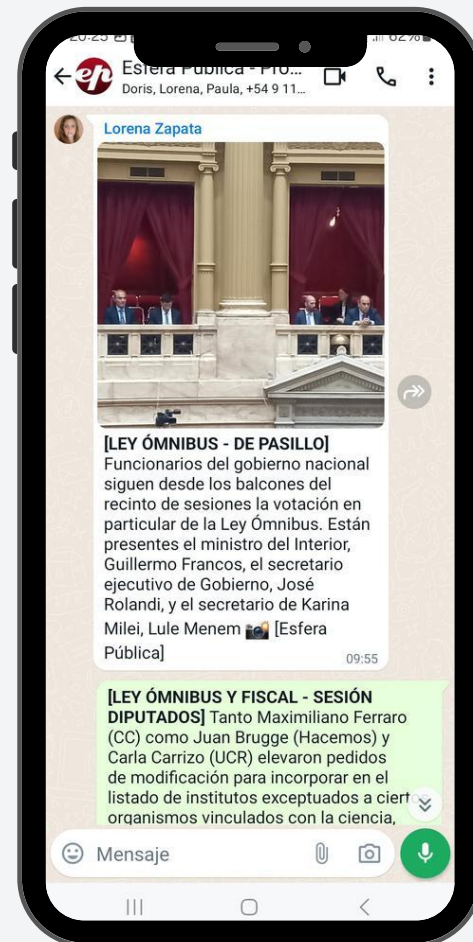 20:25
62%
ep
Esfera Pública - Pro...
Doris, Lorena, Paula, +54 9 11...
Lorena Zapata
[LEY ÓMNIBUS - DE PASILLO]
Funcionarios del gobierno nacional
siguen desde los balcones del
recinto de sesiones la votación en
particular de la Ley Ómnibus. Están
presentes el ministro del Interior,
Guillermo Francos, el secretario
ejecutivo de Gobierno, José
Rolandi, y el secretario de Karina
Milei, Lule Menem 📸 [Esfera
Pública]
09:55
[LEY ÓMNIBUS Y FISCAL - SESIÓN
DIPUTADOS] Tanto Maximiliano Ferraro
(CC) como Juan Brugge (Hacemos) y
Carla Carrizo (UCR) elevaron pedidos
de modificación para incorporar en el
listado de institutos exceptuados a ciertos
organismos vinculados con la ciencia,
Mensaje